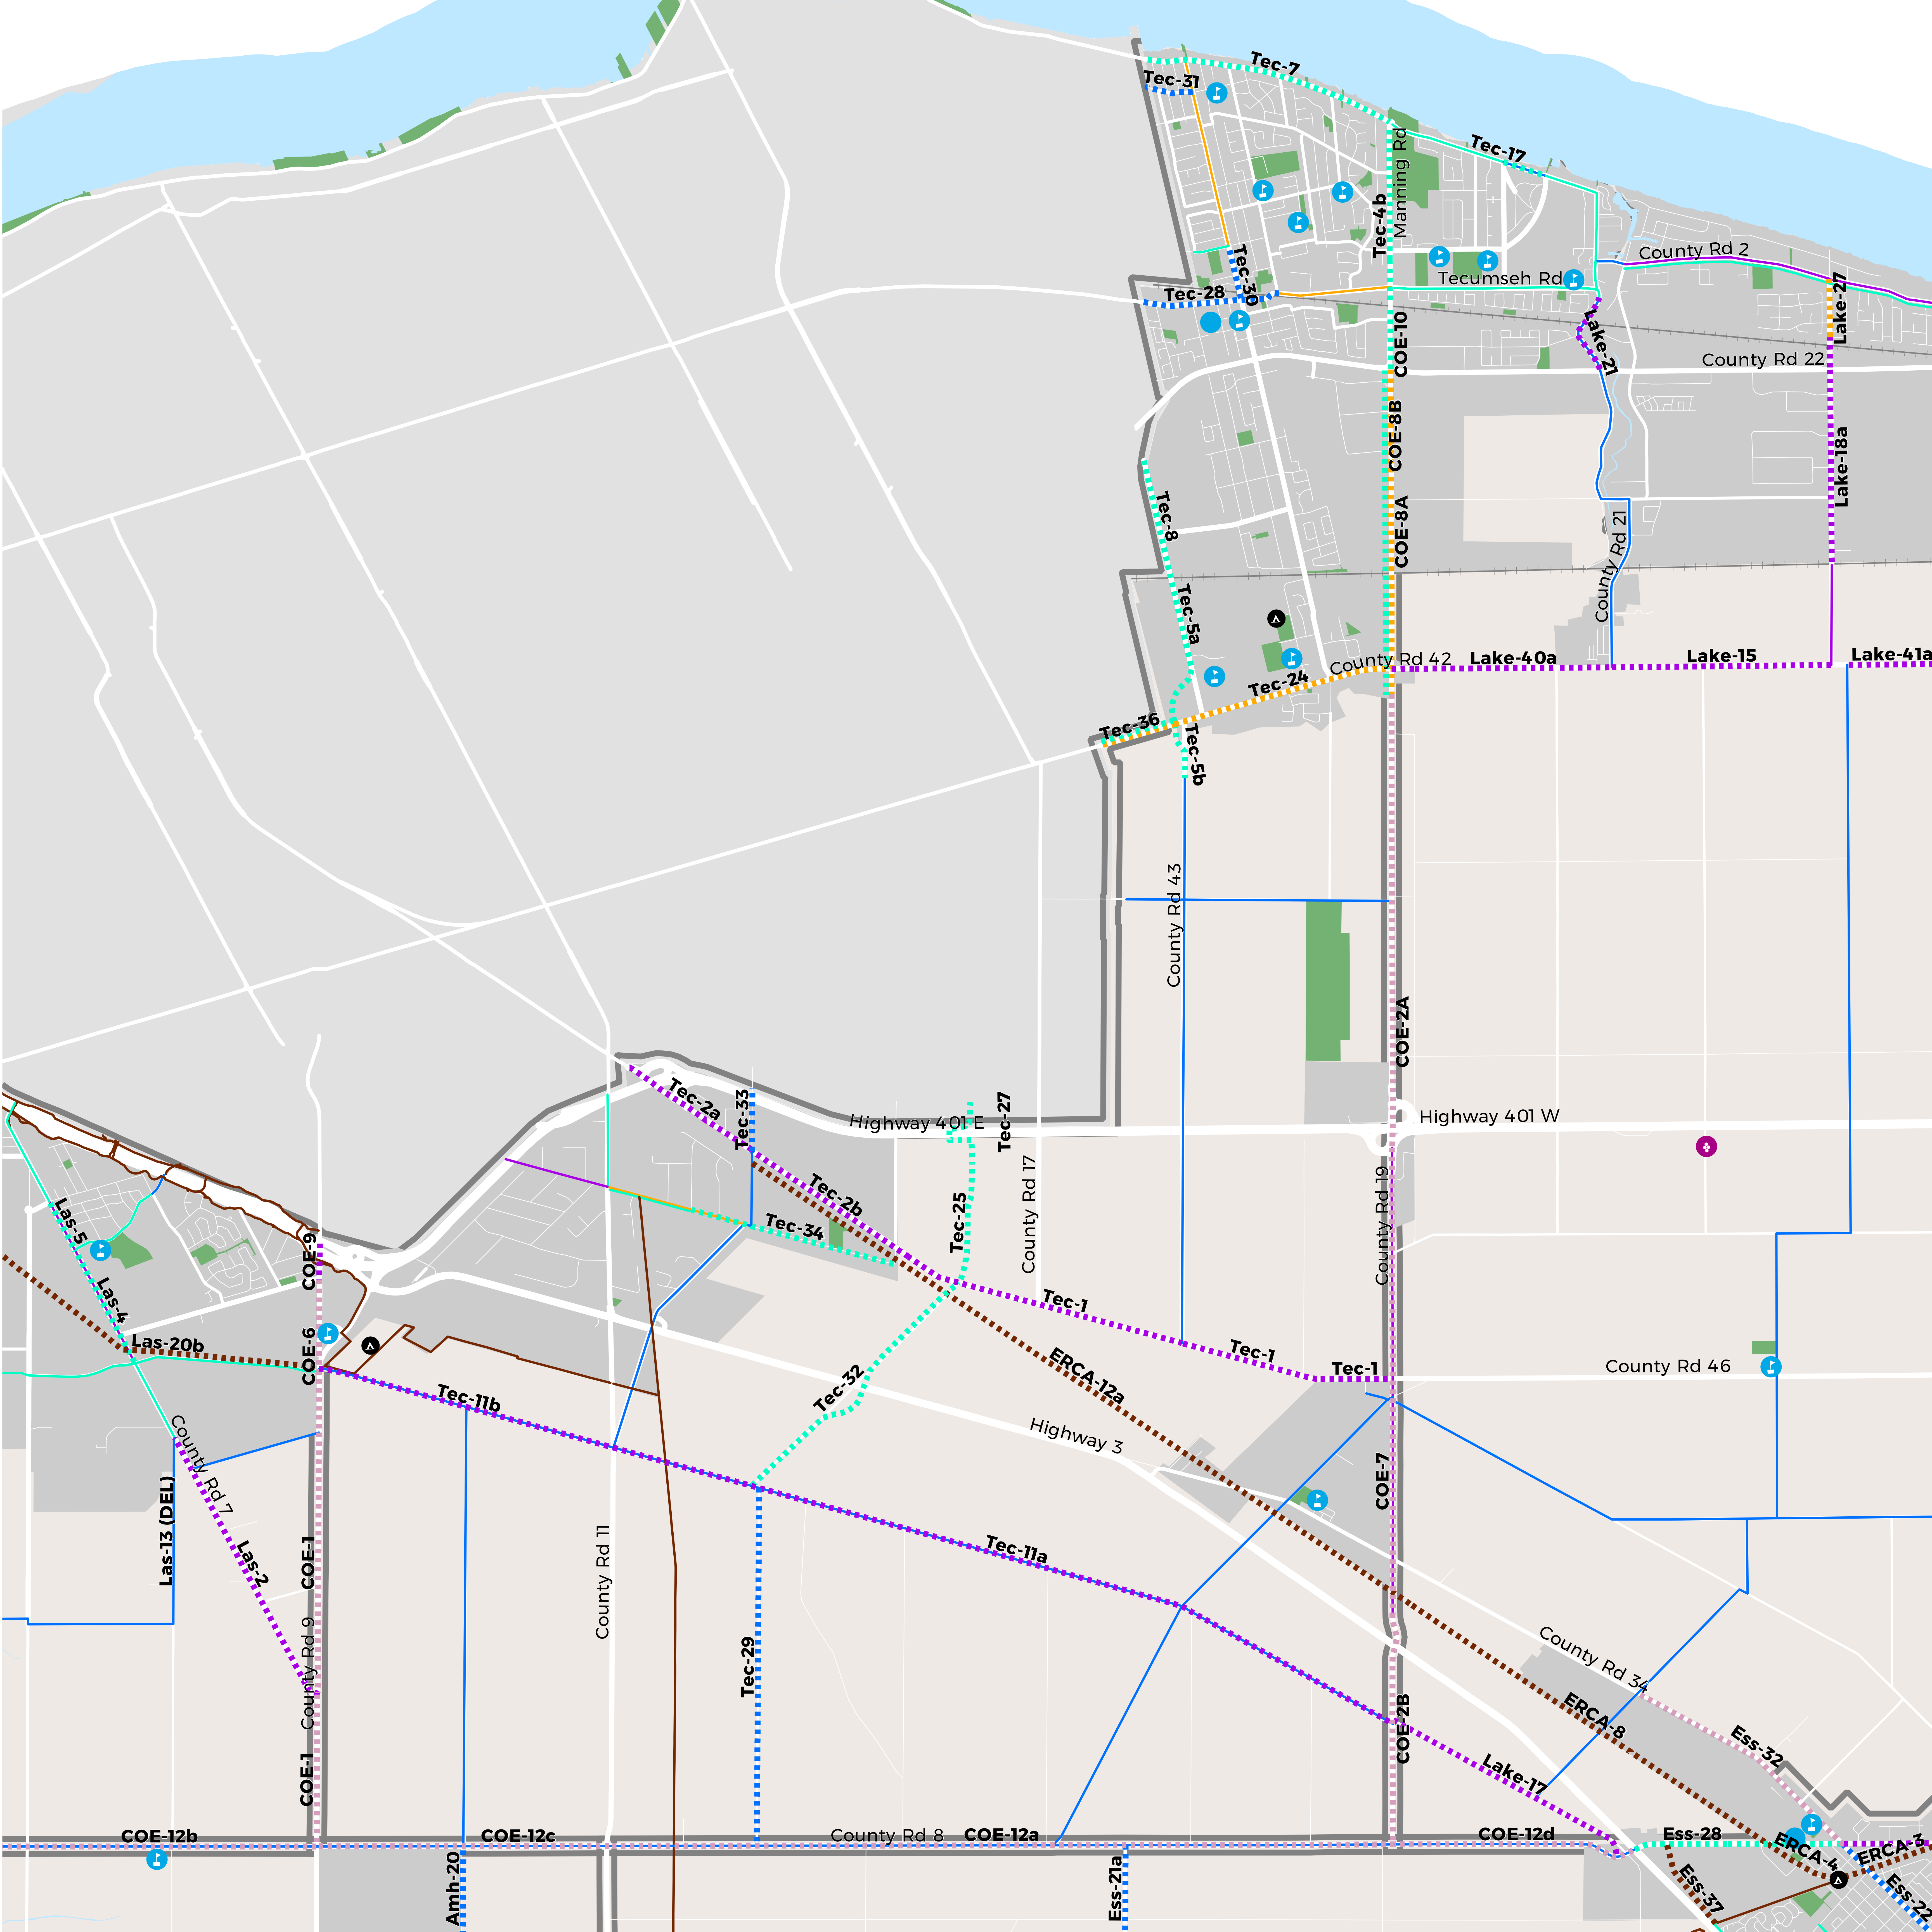 Tec-7
Tec-31
Manning Rd
Tec-17
Tec-4b
Tec-30
County Rd 2
Tecumseh Rd
Tec-28
Lake-27
Lake-21
COE-10
County Rd 22
COE-8B
Lake-18a
Tec-8
COE-8A
County Rd 21
Tec-5a
County Rd 42
Lake-40a
Lake-15
Lake-41a
Tec-24
Tec-36
Tec-5b
County Rd 43
COE-2A
Tec-2a
Tec-33
Highway 401 E
Tec-27
Highway 401 W
Tec-2b
County Rd 17
County Rd 19
Las-5
Tec-25
Tec-34
COE-9
Las-4
Tec-1
Las-20b
COE-6
Tec-1
Tec-1
County Rd 46
ERCA-12a
Tec-32
Tec-11b
County Rd 7
Highway 3
COE-7
Las-13 (DEL)
COE-1
Las-2
County Rd 11
Tec-11a
County Rd 9
Tec-29
County Rd 34
ERCA-8
COE-2B
Ess-32
COE-1
Lake-17
COE-12b
COE-12c
County Rd 8
COE-12a
COE-12d
Ess-28
ERCA-4
ERCA-3
Amh-20
Ess-21a
Ess-37
Ess-22